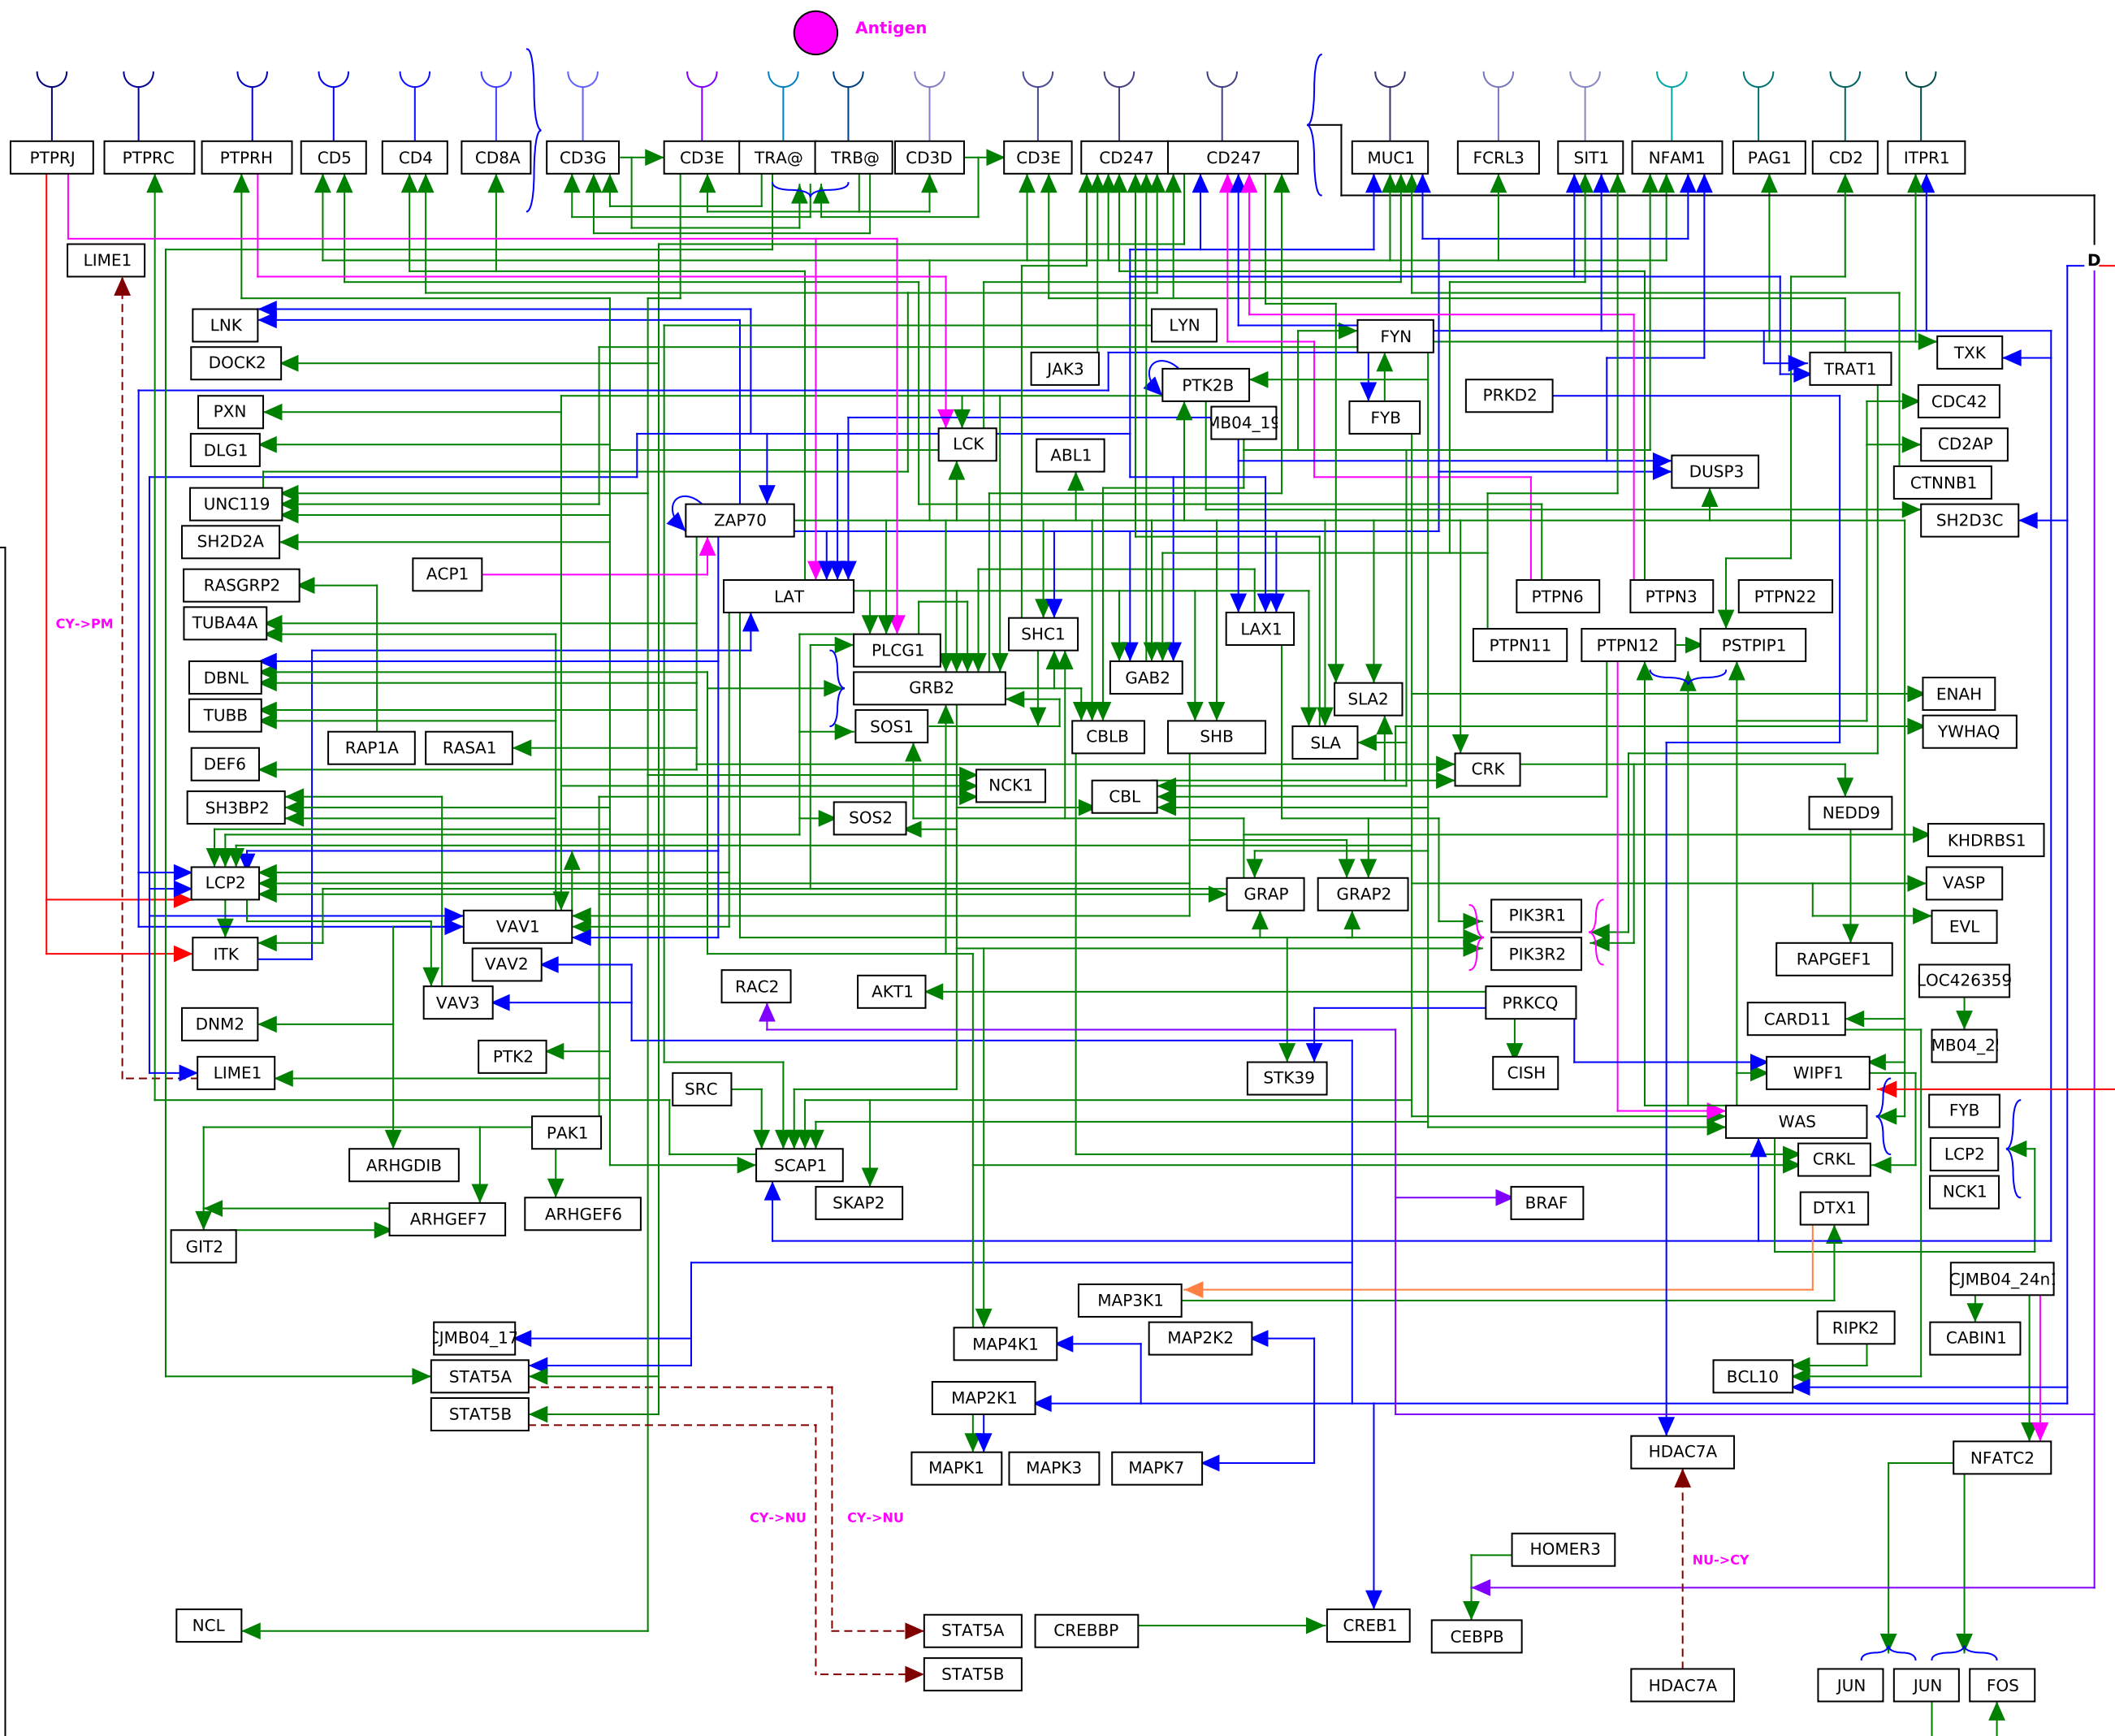 Antigen
PTPRJ
PTPRC
PTPRH
CD5
CD4
CD8A
CD3G
CD3E
TRA@
TRB@
CD3D
CD3E
CD247
CD247
MUC1
FCRL3
SIT1
NFAM1
PAG1
CD2
ITPR1
LIME1
D
LNK
LYN
FYN
DOCK2
JAK3
TXK
TRAT1
PTK2B
PRKD2
PXN
FYB
CDC42
MB04_19
DLG1
LCK
ABL1
CD2AP
DUSP3
CTNNB1
UNC119
ZAP70
SH2D3C
SH2D2A
ACP1
RASGRP2
LAT
PTPN6
PTPN3
PTPN22
CY->PM
TUBA4A
SHC1
LAX1
PLCG1
PTPN11
PTPN12
PSTPIP1
DBNL
GAB2
GRB2
SLA2
ENAH
TUBB
SOS1
CBLB
SHB
SLA
YWHAQ
RAP1A
RASA1
DEF6
CRK
NCK1
CBL
SH3BP2
SOS2
NEDD9
KHDRBS1
LCP2
GRAP
GRAP2
VASP
PIK3R1
VAV1
EVL
ITK
PIK3R2
RAPGEF1
VAV2
LOC426359
RAC2
AKT1
PRKCQ
VAV3
CARD11
DNM2
MB04_2
PTK2
LIME1
STK39
CISH
WIPF1
SRC
FYB
WAS
PAK1
LCP2
ARHGDIB
SCAP1
CRKL
NCK1
SKAP2
BRAF
DTX1
ARHGEF7
ARHGEF6
GIT2
CJMB04_24n
MAP3K1
RIPK2
CJMB04_17
MAP4K1
MAP2K2
CABIN1
STAT5A
BCL10
MAP2K1
STAT5B
HDAC7A
NFATC2
MAPK1
MAPK3
MAPK7
CY->NU
CY->NU
HOMER3
NU->CY
NCL
STAT5A
CREBBP
CREB1
CEBPB
STAT5B
HDAC7A
JUN
JUN
FOS